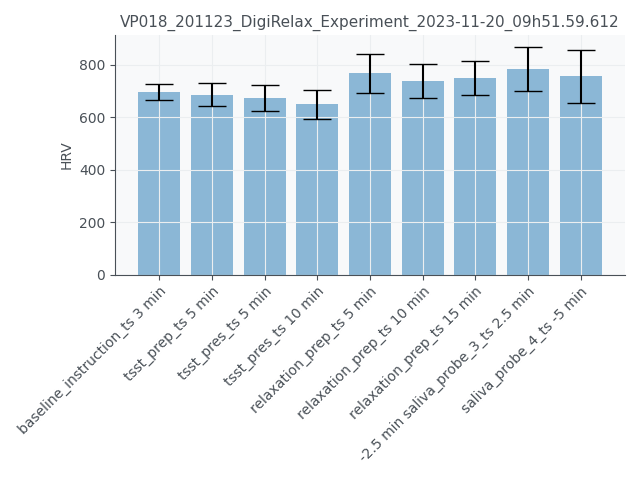 VP018_201123_DigiRelax_Experiment_2023-11-20_09h51.59.612
HRV
800
600
400
200
0
baseline_instruction_ts 3 min
tsst_prep_ts 5 min
tsst_pres_ts 5 min
tsst_pres_ts 10 min
relaxation_prep_ts 5 min
relaxation_prep_ts 10 min
relaxation_prep_ts 15 min
-2.5 min saliva_probe_3_ts 2.5 min
saliva_probe_4_ts -5 min